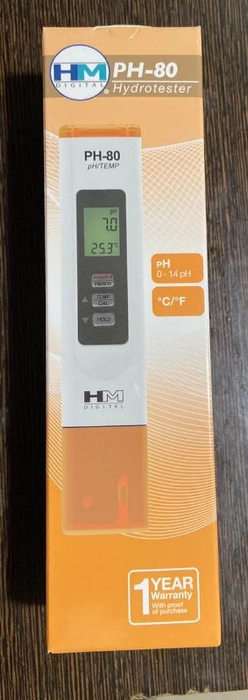 HM
DIGITAL
®
PH-80
Hydrotester
PH-80
pH/TEMP
pH
7.0
25.3°C
POWER
TEMP
CAL
HOLD
HM
DIGITAL
pH
0 - 14 pH
°C/°F
1 YEAR
Warranty
With proof
of purchase